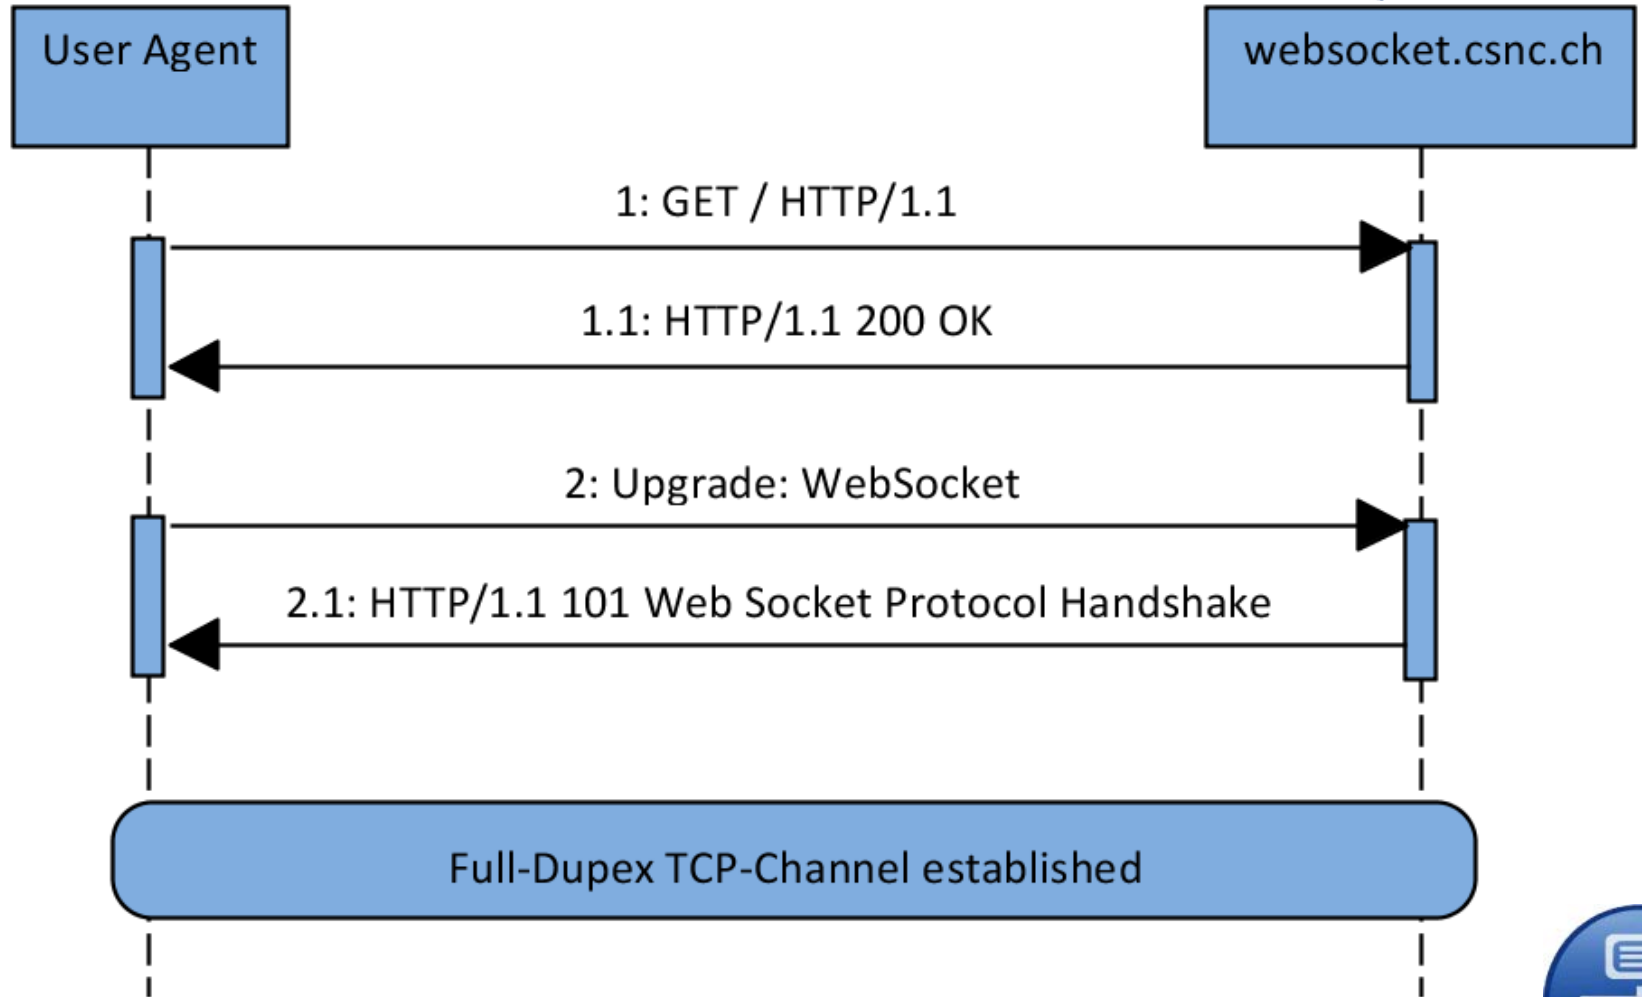 User Agent
websocket.csnc.ch
1: GET / HTTP/1.1
1.1: HTTP/1.1 200 OK
2: Upgrade: WebSocket
2.1: HTTP/1.1 101 Web Socket Protocol Handshake
Full-Dupex TCP-Channel established